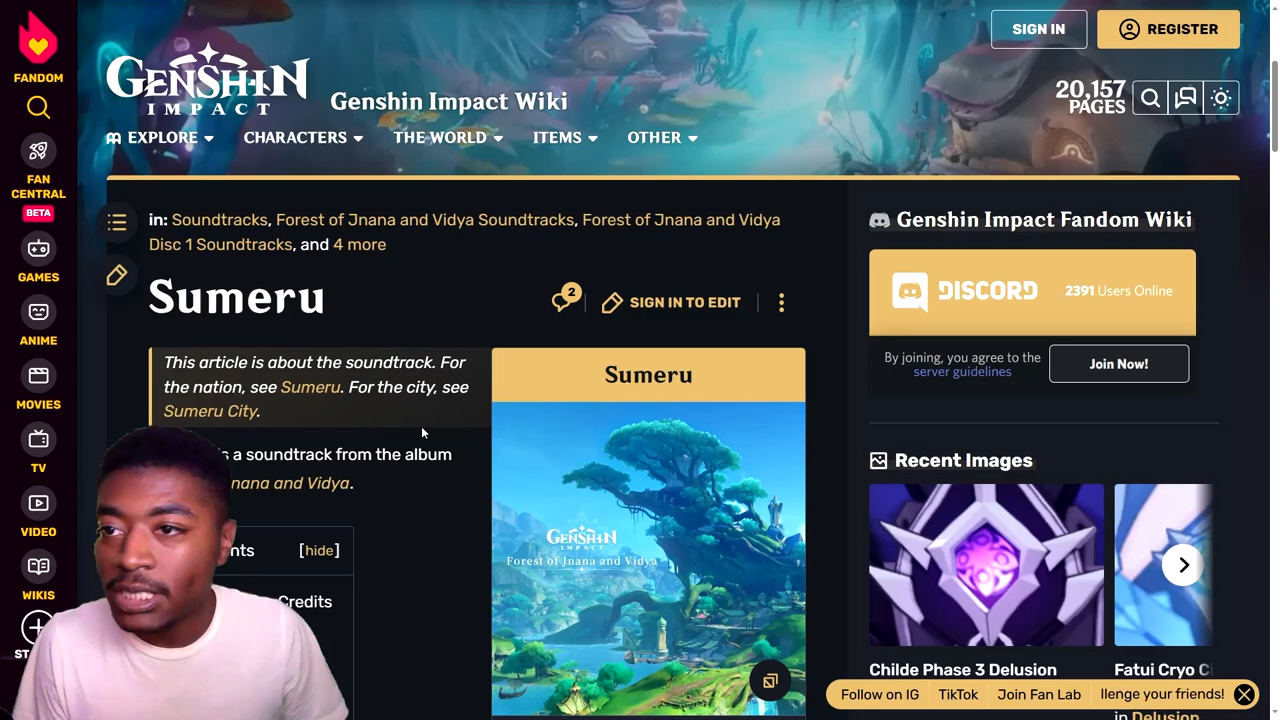 FANDOM
FAN
CENTRAL
BETA
GAMES
ANIME
MOVIES
TV
VIDEO
WIKIS
GENSHIN
IMPACT
Genshin Impact Wiki
SIGN IN
REGISTER
20,157
PAGES
EXPLORE
CHARACTERS
THE WORLD
ITEMS
OTHER
in: Soundtracks, Forest of Jnana and Vidya Soundtracks, Forest of Jnana and Vidya
Disc 1 Soundtracks, and 4 more
Sumeru
2
SIGN IN TO EDIT
This article is about the soundtrack. For
the nation, see Sumeru. For the city, see
Sumeru City.
s a soundtrack from the album
nana and Vidya.
nts [hide]
Credits
Sumeru
GENSHIN
IMPACT
Forest of Jnana and Vidya
Genshin Impact Fandom Wiki
DISCORD
2391 Users Online
By joining, you agree to the
server guidelines
Join Now!
Recent Images
Childe Phase 3 Delusion
Fatui Cryo Ci
in Delusion
Follow on IG
TikTok
Join Fan Lab
llenge your friends!